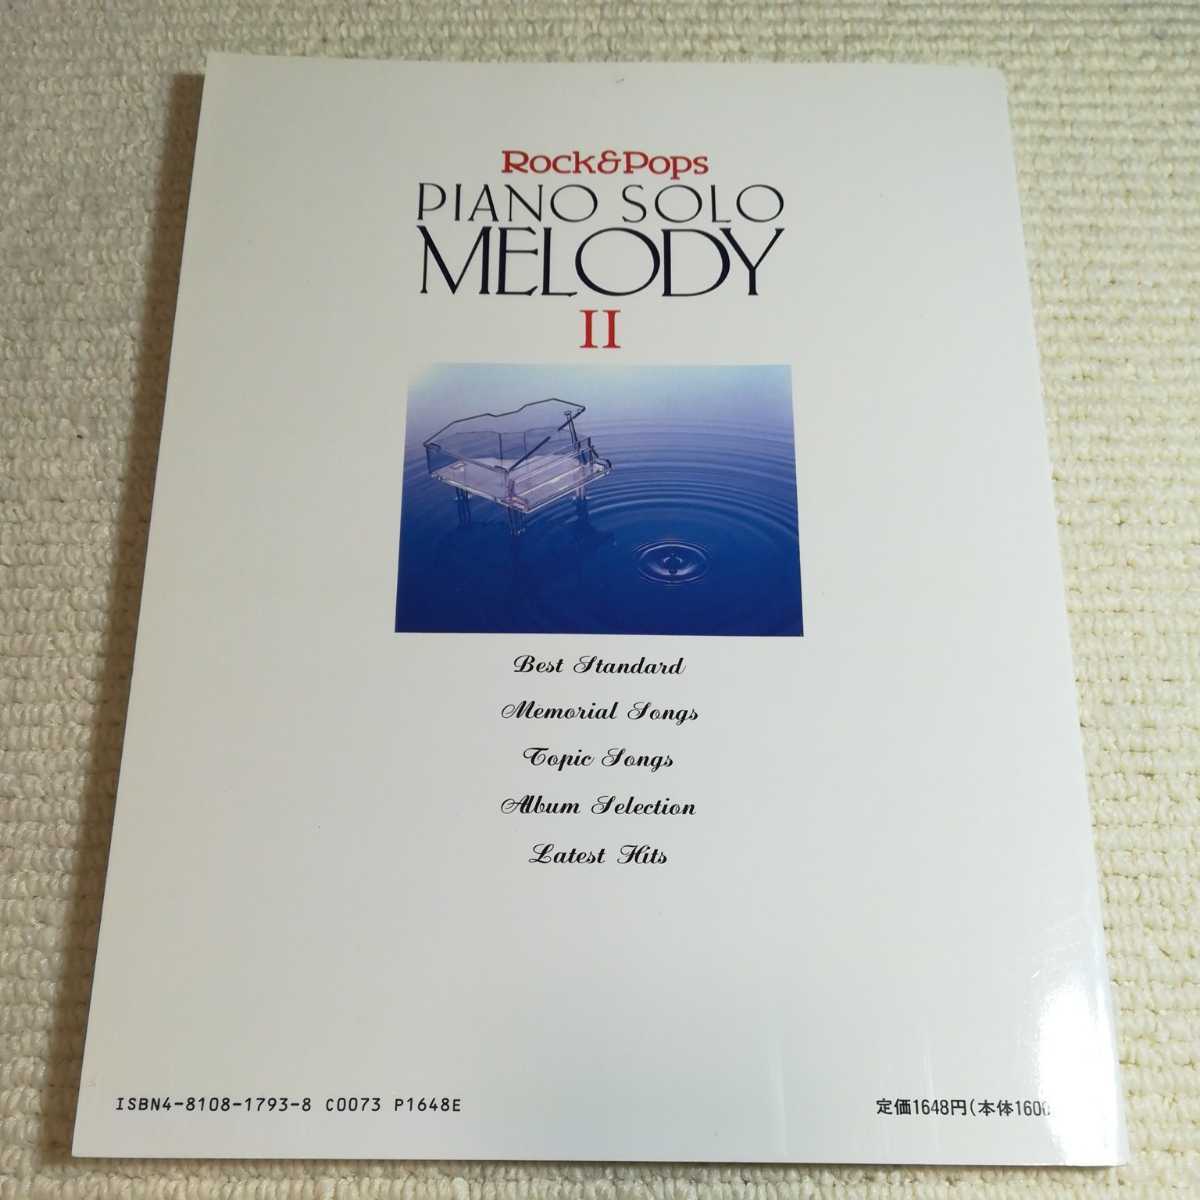 Rock&Pops
PIANO SOLO
MELODY
II
Best Standard
Memorial Songs
Topic Songs
Album Selection
Latest Hits
ISBN4-8108-1793-8 C0073 P1648E
定価1648円(本体160